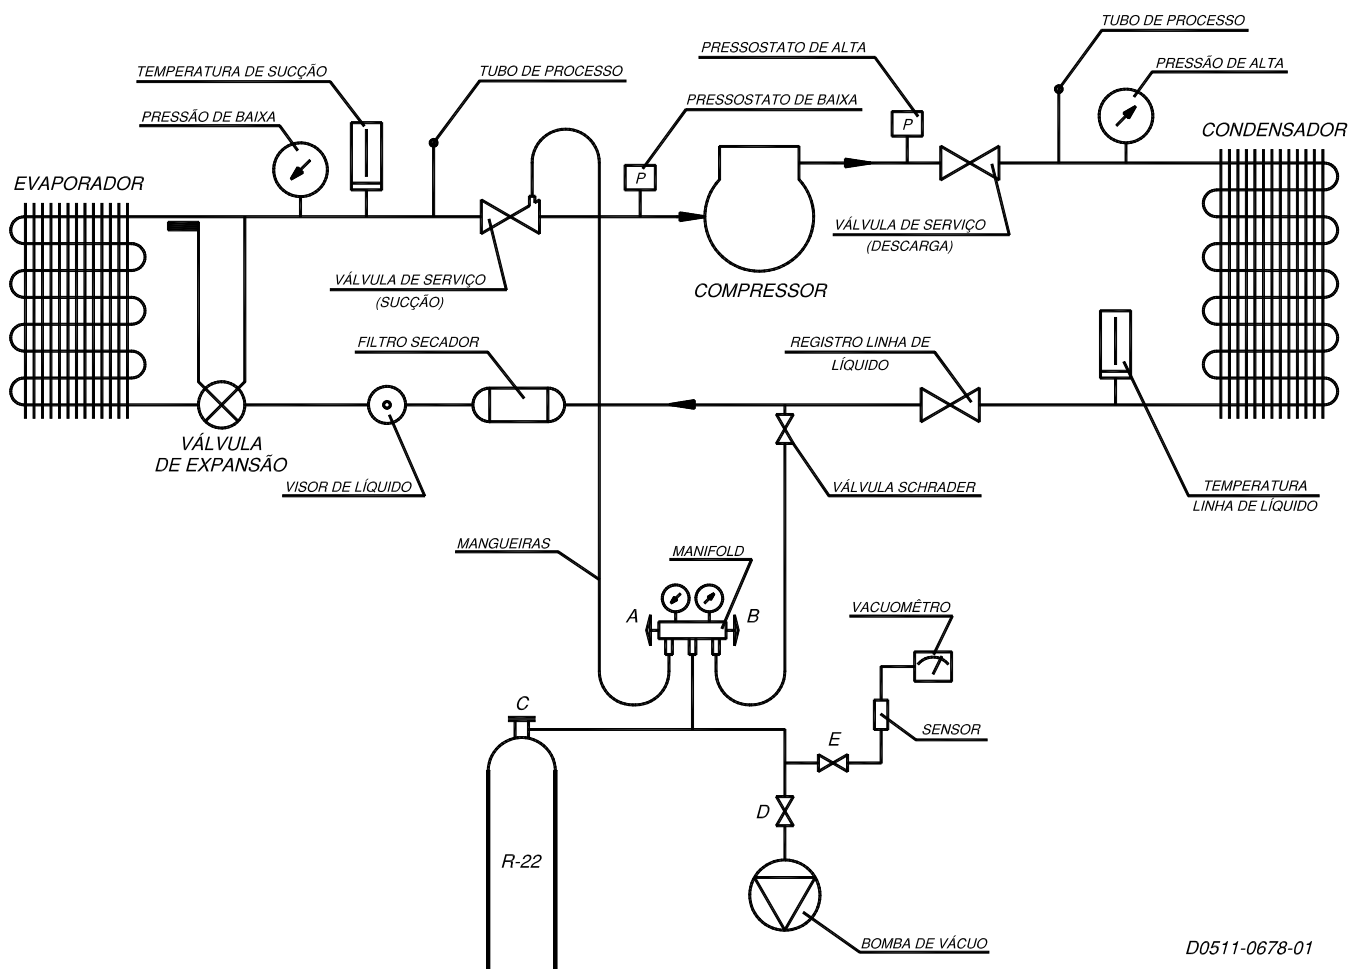 TUBO DE PROCESSO
PRESSOSTATO DE ALTA
PRESSÃO DE ALTA
TEMPERATURA DE SUCÇÃO
TUBO DE PROCESSO
PRESSOSTATO DE BAIXA
PRESSÃO DE BAIXA
P
CONDENSADOR
P
EVAPORADOR
VÁLVULA DE SERVIÇO
(DESCARGA)
VÁLVULA DE SERVIÇO
(SUCÇÃO)
COMPRESSOR
FILTRO SECADOR
REGISTRO LINHA DE
LÍQUIDO
VÁLVULA
DE EXPANSÃO
VISOR DE LÍQUIDO
VÁLVULA SCHRADER
TEMPERATURA
LINHA DE LÍQUIDO
MANGUEIRAS
MANIFOLD
VACUOMÊTRO
A
B
C
SENSOR
E
D
R-22
BOMBA DE VÁCUO
D0511-0678-01